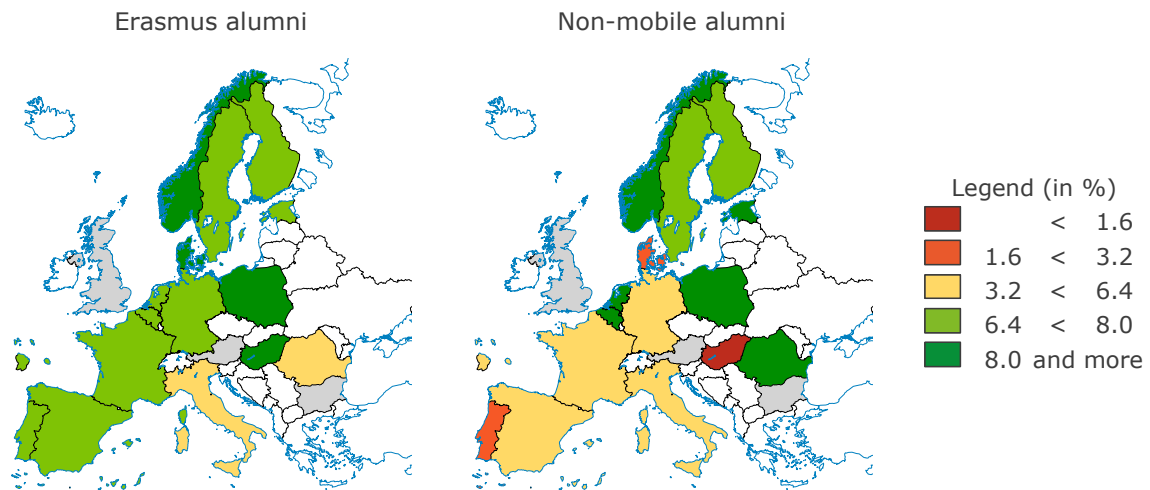 Erasmus alumni
Non-mobile alumni
Legend (in %)
< 1.6
1.6 < 3.2
3.2 < 6.4
6.4 < 8.0
8.0 and more